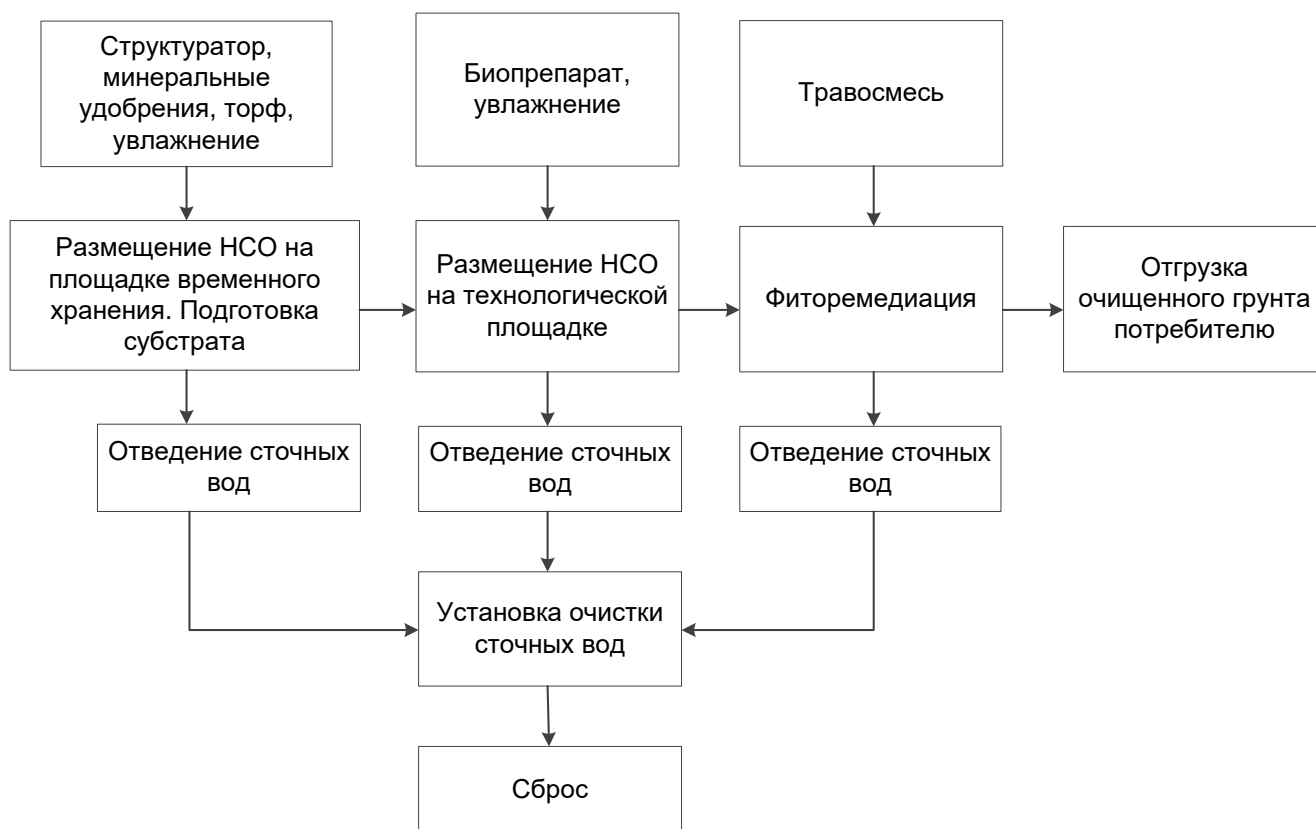 Структуратор,
минеральные
удобрения, торф,
увлажнение
Биопрепарат,
увлажнение
Травосмесь
Размещение НСО на
площадке временного
хранения. Подготовка
субстрата
Размещение НСО
на технологической
площадке
Фиторемедиация
Отгрузка
очищенного грунта
потребителю
Отведение сточных
вод
Отведение сточных
вод
Отведение сточных
вод
Установка очистки
сточных вод
Сброс